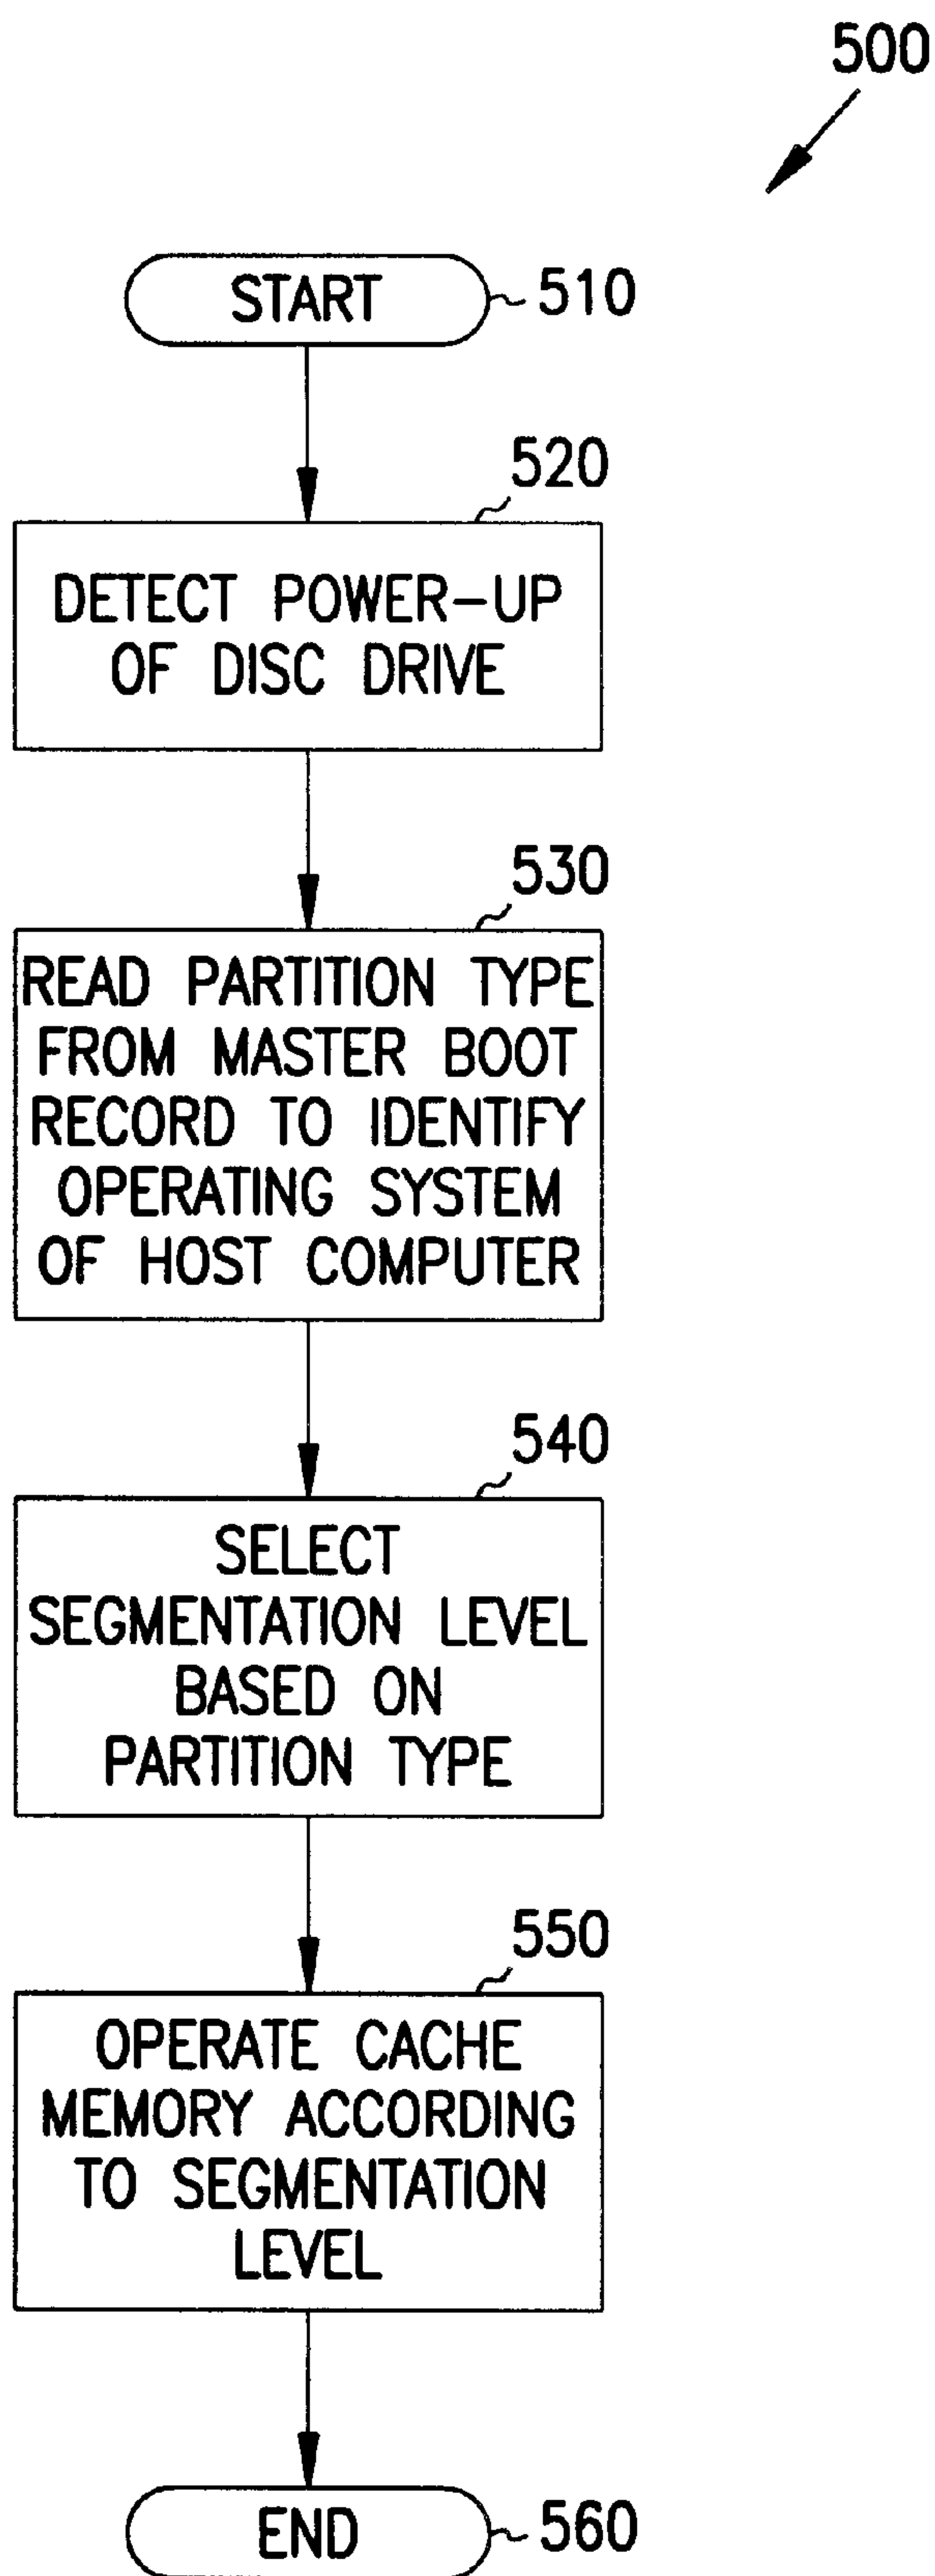 500
START
510
520
DETECT POWER-UP
OF DISC DRIVE
530
READ PARTITION TYPE
FROM MASTER BOOT
RECORD TO IDENTIFY
OPERATING SYSTEM
OF HOST COMPUTER
540
SELECT
SEGMENTATION LEVEL
BASED ON
PARTITION TYPE
550
OPERATE CACHE
MEMORY ACCORDING
TO SEGMENTATION
LEVEL
END
560